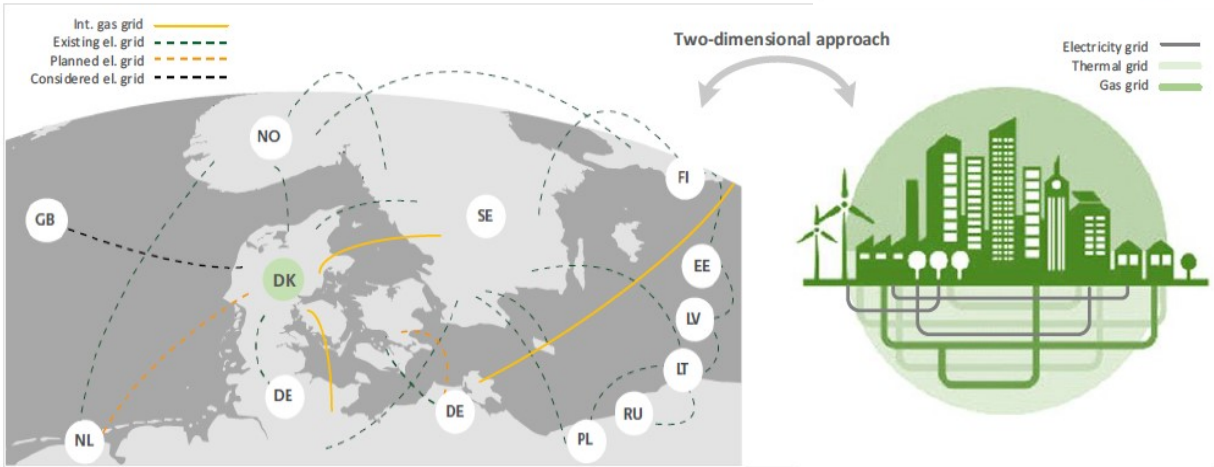 Int. gas grid
Existing el. grid
Planned el. grid
Considered el. grid
Two-dimensional approach
Electricity grid
Thermal grid
Gas grid
NO
FI
GB
SE
DK
EE
LV
LT
DE
DE
RU
NL
PL